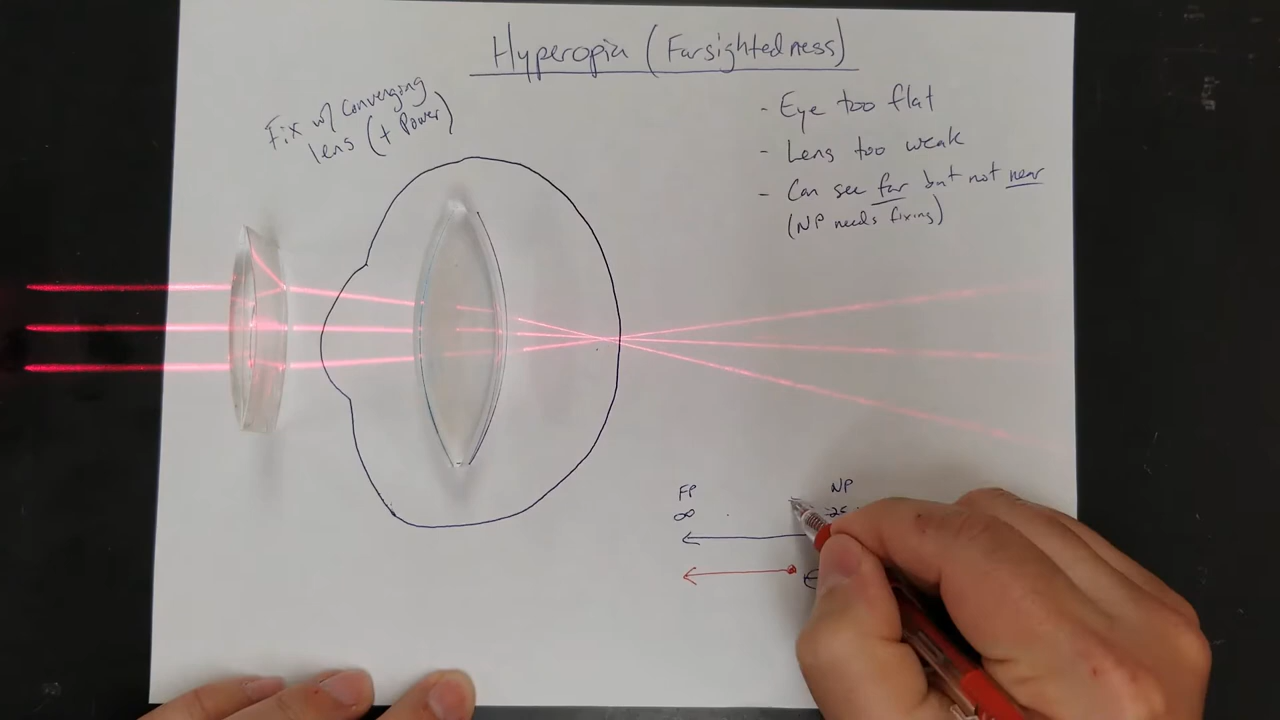 Hyperopia (Farsightedness)
Fix w/ Converging
lens (+ Power)
- Eye too flat
- Lens too weak
- Can see far but not near
(NP needs fixing)
FP
NP
∞